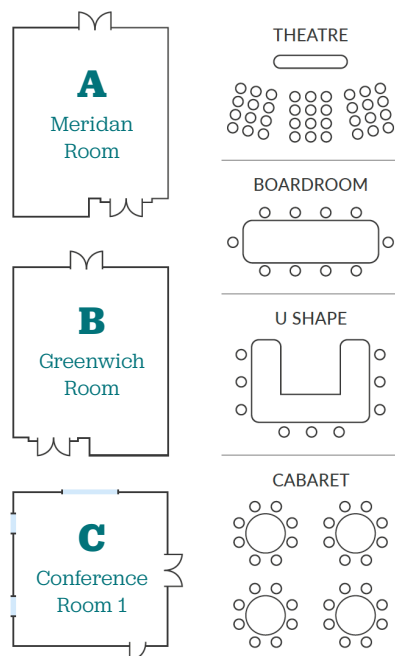 A
Meridan
Room
B
Greenwich
Room
C
Conference
Room 1
THEATRE
BOARDROOM
U SHAPE
CABARET